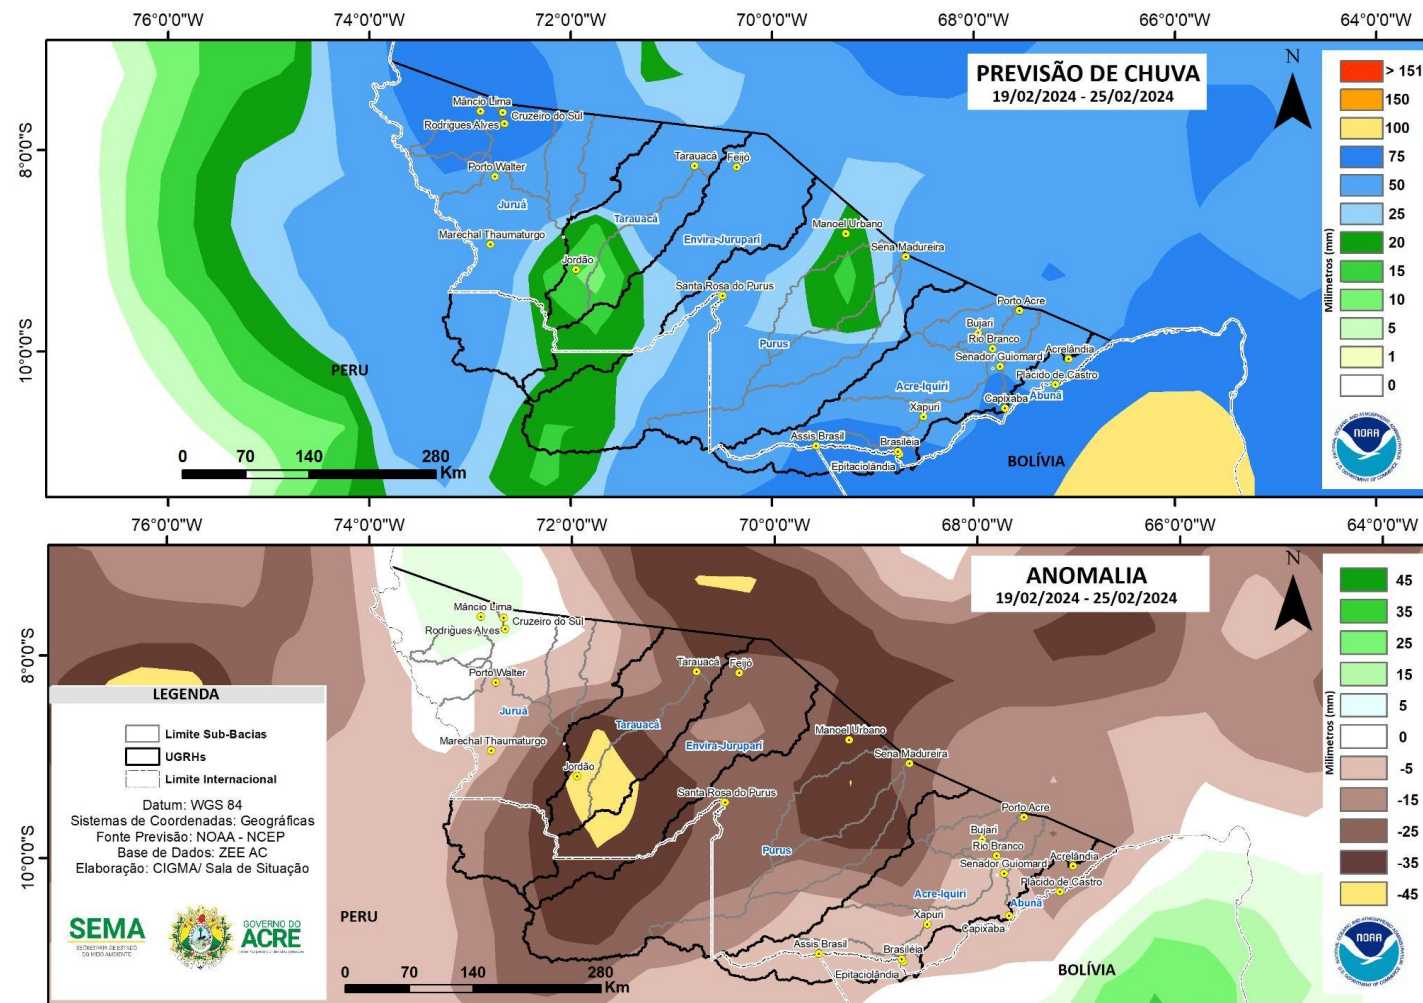 76°0'0"W 74°0'0"W 72°0'0"W 70°0'0"W 68°0'0"W 66°0'0"W 64°0'0"W
PREVISÃO DE CHUVA
19/02/2024 - 25/02/2024
N
> 151
150
100
75
50
25
20
15
10
5
1
0
Milímetros (mm)
8°0'0"S
10°0'0"S
Mâncio Lima
Cruzeiro do Sul
Rodrigues Alves
Porto Walter
Juruá
Marechal Thaumaturgo
Tarauacá
Feijó
Tarauacá
Jordão
Envira-Jurupari
Manoel Urbano
Sena Madureira
Santa Rosa do Purus
Purus
Porto Acre
Bujari
Rio Branco
Senador Guiomard
Acrelândia
Plácido de Castro
Acre-Iquiri
Abunã
Capixaba
Xapuri
Assis Brasil
Brasiléia
Epitaciolândia
PERU
BOLÍVIA
0 70 140 280
Km
NOAA
76°0'0"W 74°0'0"W 72°0'0"W 70°0'0"W 68°0'0"W 66°0'0"W 64°0'0"W
ANOMALIA
19/02/2024 - 25/02/2024
N
45
35
25
15
5
0
-5
-15
-25
-35
-45
Milímetros (mm)
8°0'0"S
10°0'0"S
Mâncio Lima
Cruzeiro do Sul
Rodrigues Alves
Porto Walter
Juruá
Marechal Thaumaturgo
Tarauacá
Feijó
Tarauacá
Jordão
Envira-Jurupari
Manoel Urbano
Sena Madureira
Santa Rosa do Purus
Purus
Porto Acre
Bujari
Rio Branco
Senador Guiomard
Acrelândia
Plácido de Castro
Acre-Iquiri
Abunã
Capixaba
Xapuri
Assis Brasil
Brasiléia
Epitaciolândia
PERU
BOLÍVIA
0 70 140 280
Km
LEGENDA
Limite Sub-Bacias
UGRHs
Limite Internacional
Datum: WGS 84
Sistemas de Coordenadas: Geográficas
Fonte Previsão: NOAA - NCEP
Base de Dados: ZEE AC
Elaboração: CIGMA/ Sala de Situação
SEMA
SECRETARIA DE ESTADO
DO MEIO AMBIENTE
GOVERNO DO
ACRE
NOAA